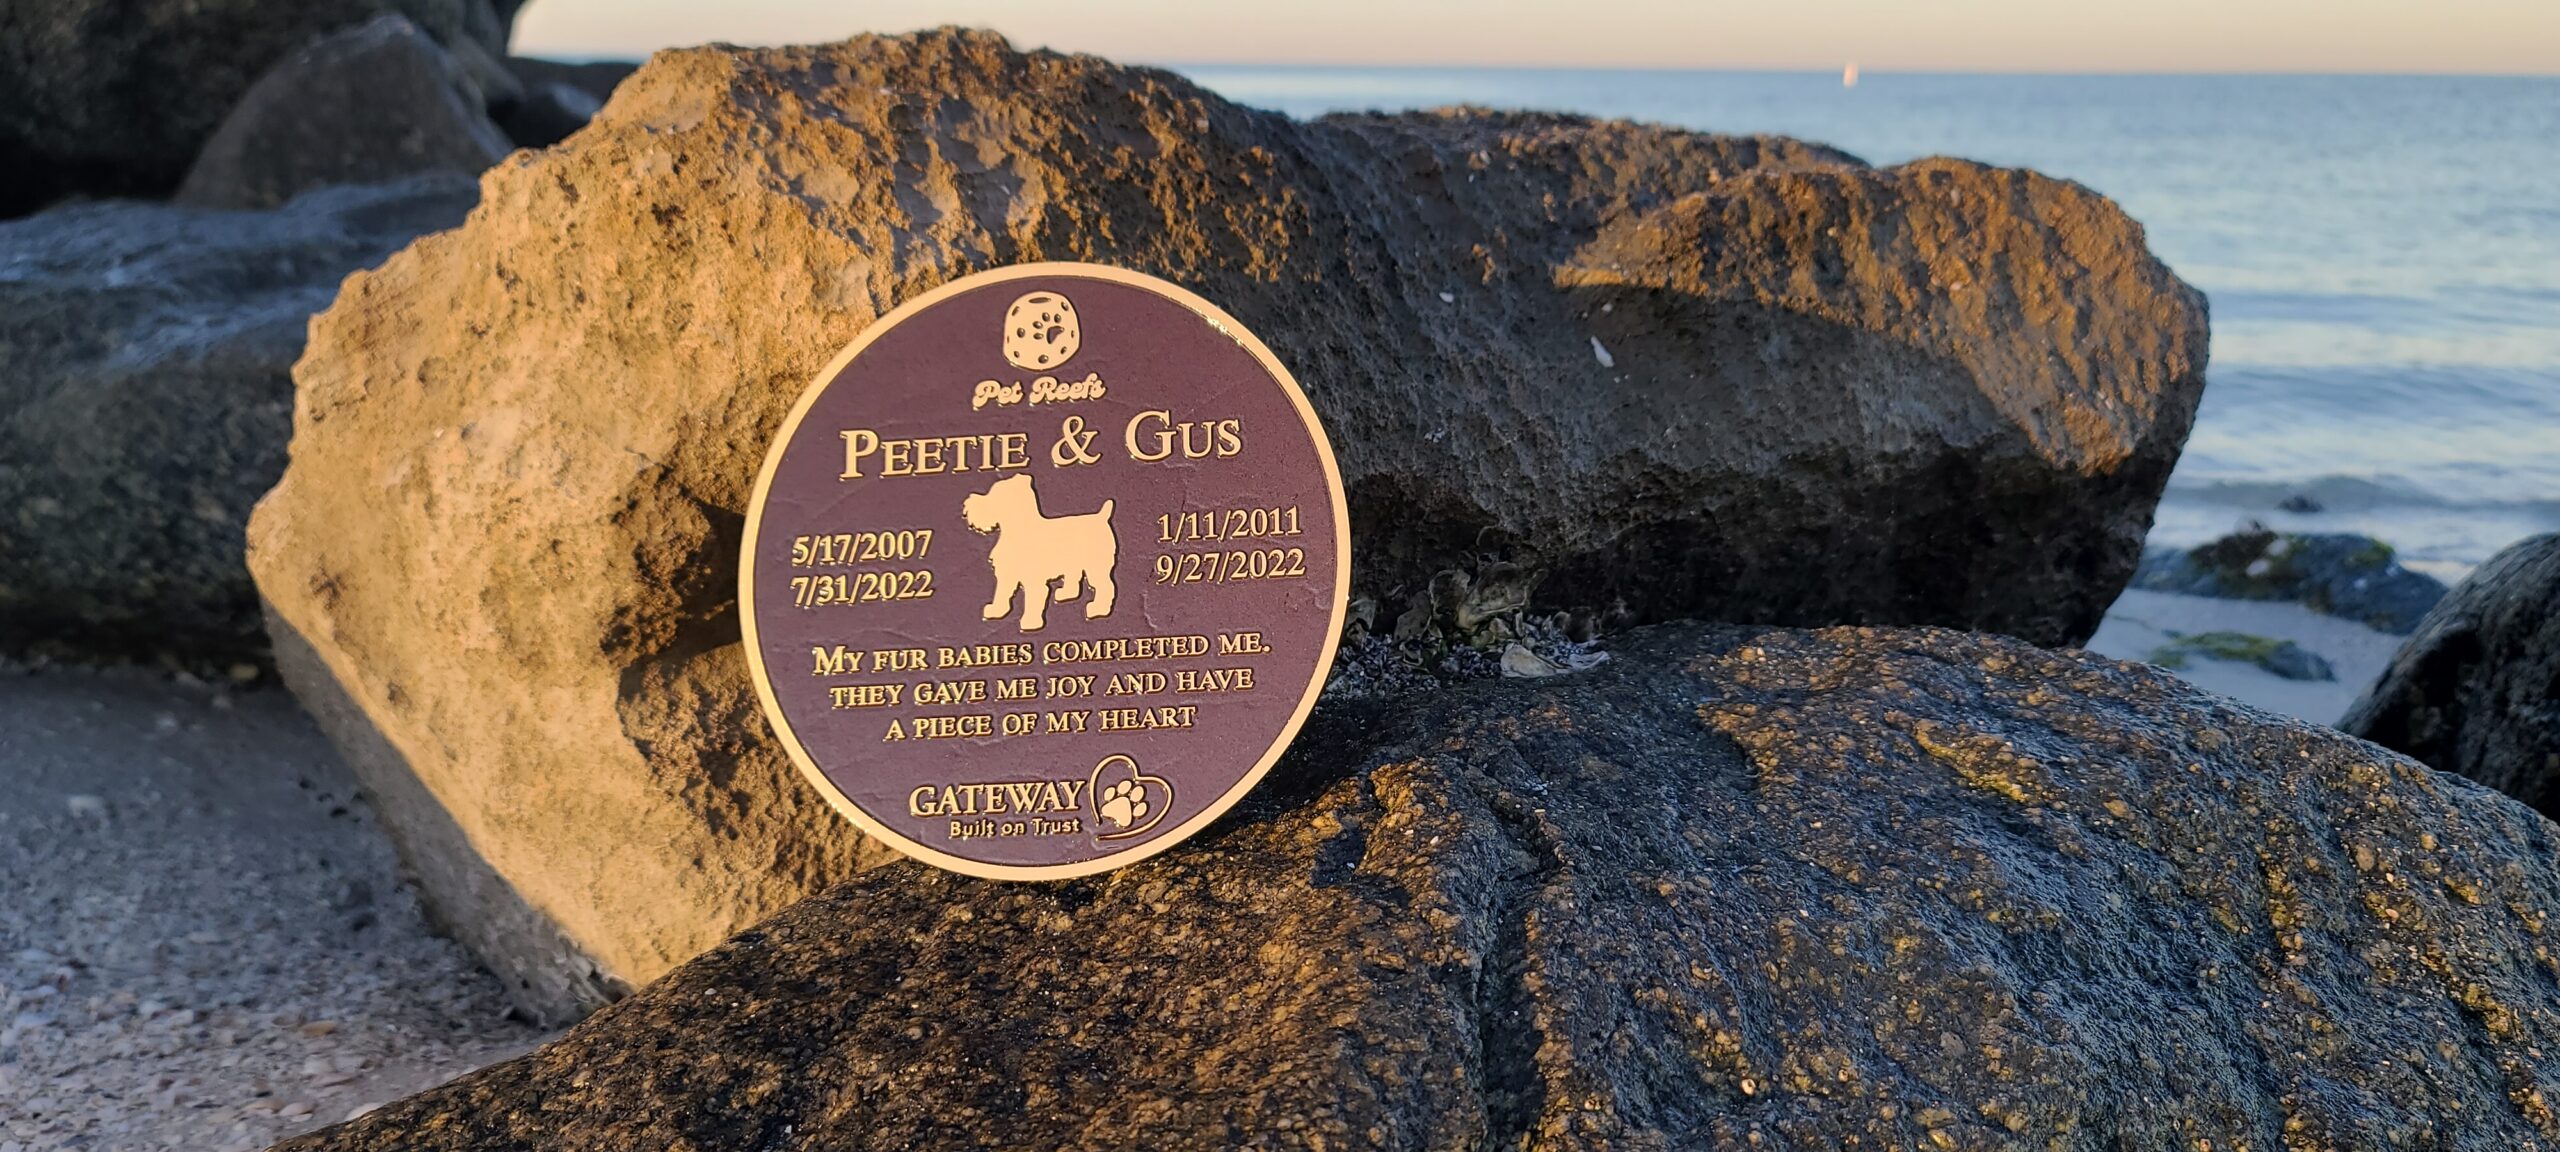 Pet Reefs
PEETIE & GUS
5/17/2007
7/31/2022
1/11/2011
9/27/2022
MY FUR BABIES COMPLETED ME.
THEY GAVE ME JOY AND HAVE
A PIECE OF MY HEART
GATEWAY
Built on Trust